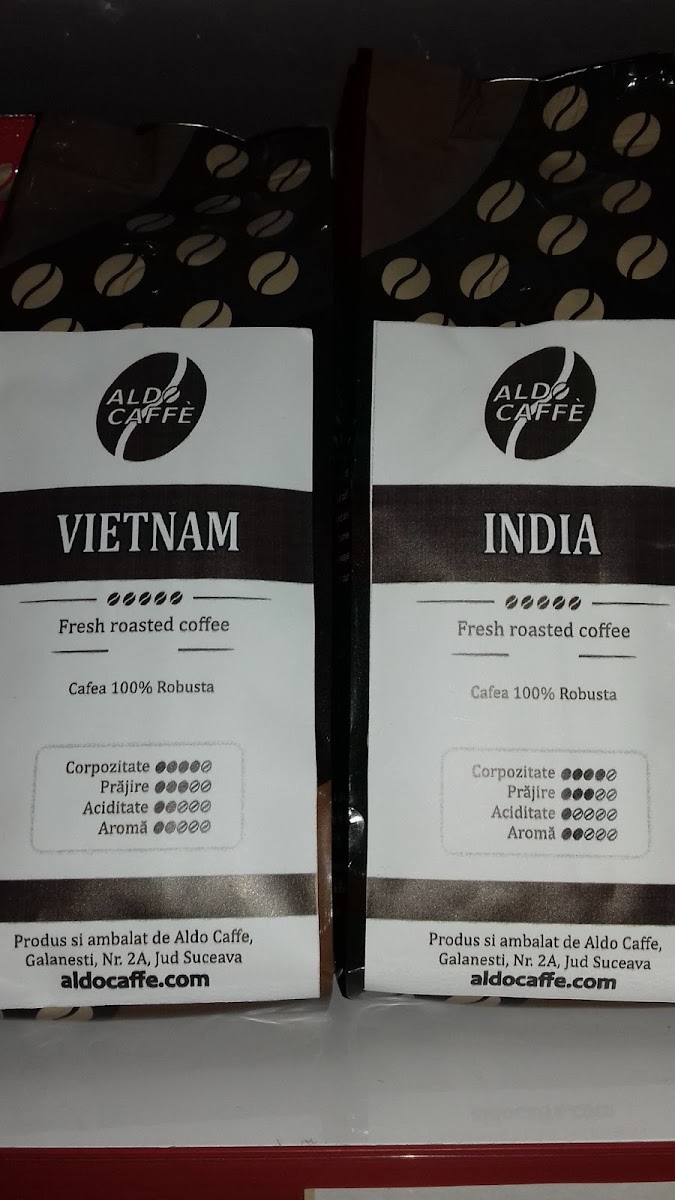 ALDO
CAFFÈ
VIETNAM
Fresh roasted coffee
Cafea 100% Robusta
Corpozitate
Prăjire
Aciditate
Aromă
Produs si ambalat de Aldo Caffe,
Galanesti, Nr. 2A, Jud Suceava
aldocaffe.com
ALDO
CAFFÈ
INDIA
Fresh roasted coffee
Cafea 100% Robusta
Corpozitate
Prăjire
Aciditate
Aromă
Produs si ambalat de Aldo Caffe,
Galanesti, Nr. 2A, Jud Suceava
aldocaffe.com